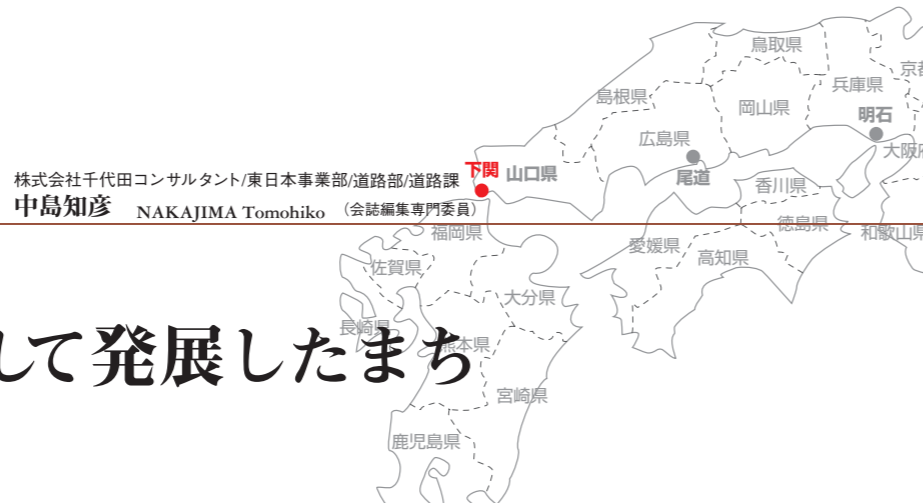 鳥取県
京都
島根県
兵庫県
岡山県
明石
広島県
大阪府
株式会社千代田コンサルタント/東日本事業部/道路部/道路課
下関
山口県
尾道
香川県
中島知彦 NAKAJIMA Tomohiko (会誌編集専門委員)
徳島県
福岡県
和歌山県
愛媛県
高知県
佐賀県
大分県
長崎県
熊本県
して発展したまち
宮崎県
鹿児島県